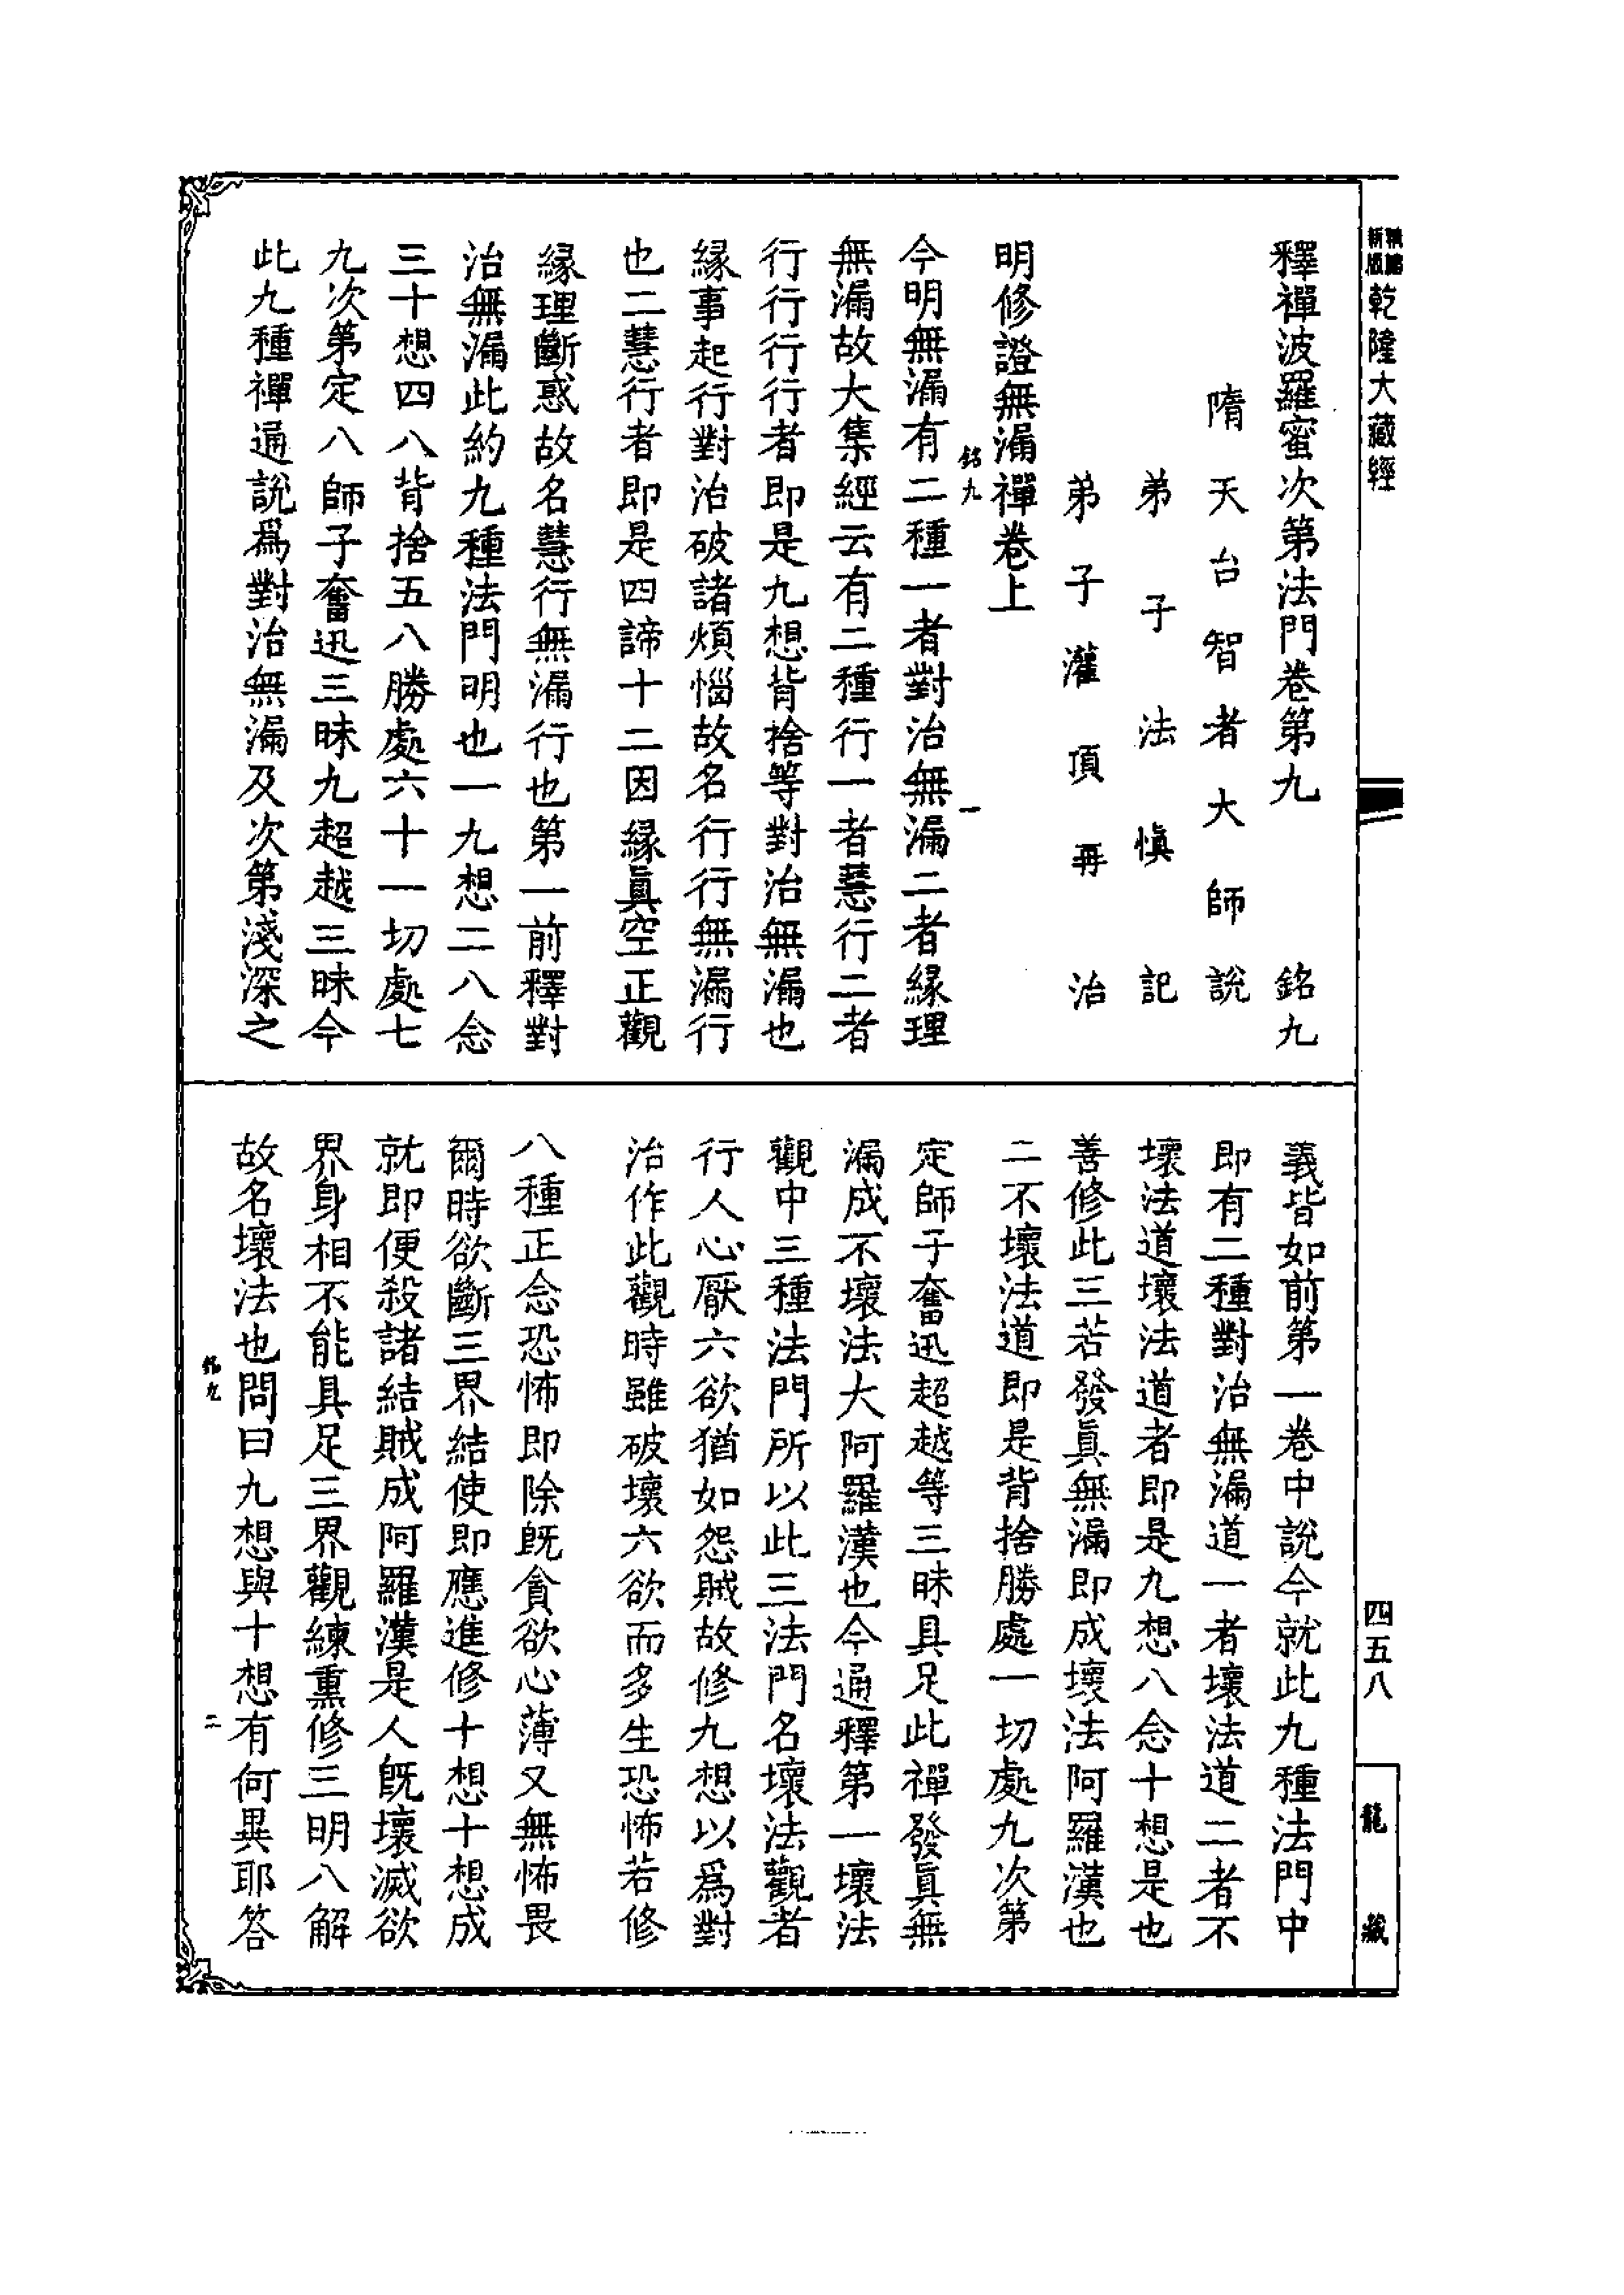 新版
乾隆大藏經
四五八
龍藏
釋禪波羅蜜次第法門卷第九 銘九
隋天台智者大師說
弟子法慎記
弟子灌頂再治
明修證無漏禪卷上
銘九 一
今明無漏有二種一者對治無漏二者緣理
無漏故大集經云有二種行一者慧行二者
行行行行者即是九想背捨等對治無漏也
緣事起行對治破諸煩惱故名行行無漏行
也二慧行者即是四諦十二因緣眞空正觀
緣理斷惑故名慧行無漏行也第一前釋對
治無漏此約九種法門明也一九想二八念
三十想四八背捨五八勝處六十一切處七
九次第定八師子奮迅三昧九超越三昧今
此九種禪通說爲對治無漏及次第淺深之
義皆如前第一卷中說今就此九種法門中
即有二種對治無漏道一者壞法道二者不
壞法道壞法道者即是九想八念十想是也
善修此三若發眞無漏即成壞法阿羅漢也
二不壞法道即是背捨勝處一切處九次第
定師子奮迅超越等三昧具足此禪發眞無
漏成不壞法大阿羅漢也今通釋第一壞法
觀中三種法門所以此三法門名壞法觀者
行人心厭六欲猶如怨賊故修九想以爲對
治作此觀時雖破壞六欲而多生恐怖若修
八種正念恐怖即除旣貪欲心薄又無怖畏
爾時欲斷三界結使即應進修十想十想成
就即便殺諸結賊成阿羅漢是人旣壞滅欲
界身相不能具足三界觀練熏修三明八解
故名壞法也問曰九想與十想有何異耶答
銘九 二